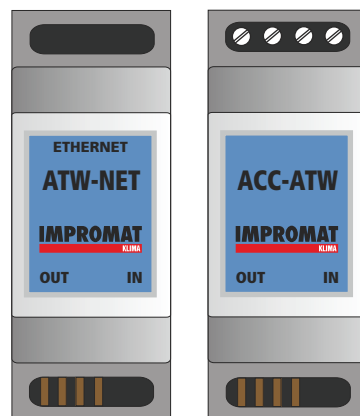 ETHERNET
ATW-NET
IMPROMAT
KLIMA
OUT IN
ACC-ATW
IMPROMAT
KLIMA
OUT IN